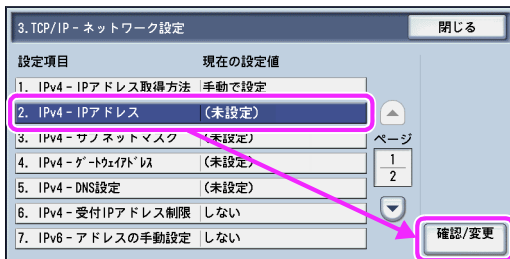 3.TCP/IP - ネットワーク設定 閉じる
設定項目 現在の設定値
1. IPv4 - IPアドレス取得方法 手動で設定
2. IPv4 - IPアドレス (未設定)
3. IPv4 - サブネットマスク (未設定)
4. IPv4 - ゲートウェイアドレス (未設定)
5. IPv4 - DNS設定 (未設定)
6. IPv4 - 受付IPアドレス制限 しない
7. IPv6 - アドレスの手動設定 しない
ページ
1
2
確認/変更